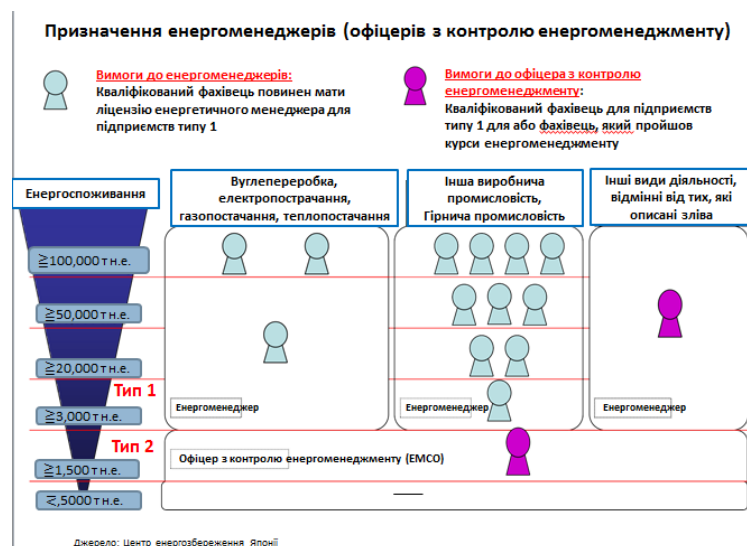 Призначення енергоменеджерів (офіцерів з контролю енергоменеджменту)
Вимоги до енергоменеджерів:
Кваліфікований фахівець повинен мати
ліцензію енергетичного менеджера для
підприємств типу 1
Вимоги до офіцера з контролю
енергоменеджменту:
Кваліфікований фахівець для підприємств
типу 1 для або фахівець, який пройшов
курси енергоменеджменту
Енергоспоживання
Вуглепереробка,
електропострачання,
газопостачання, теплопостачання
Інша виробнича
промисловість,
Гірнича промисловість
Інші види діяльності,
відмінні від тих, які
описані зліва
≧100,000 т н.е.
≧50,000 т н.е.
≧20,000 т н.е.
Тип 1
≧3,000 т н.е.
Енергоменеджер
Енергоменеджер
Енергоменеджер
Тип 2
≧1,500 т н.е.
Офіцер з контролю енергоменеджменту (EMCO)
⋜,5000 т н.е.
Джерело: Центр енергозбереження Японії